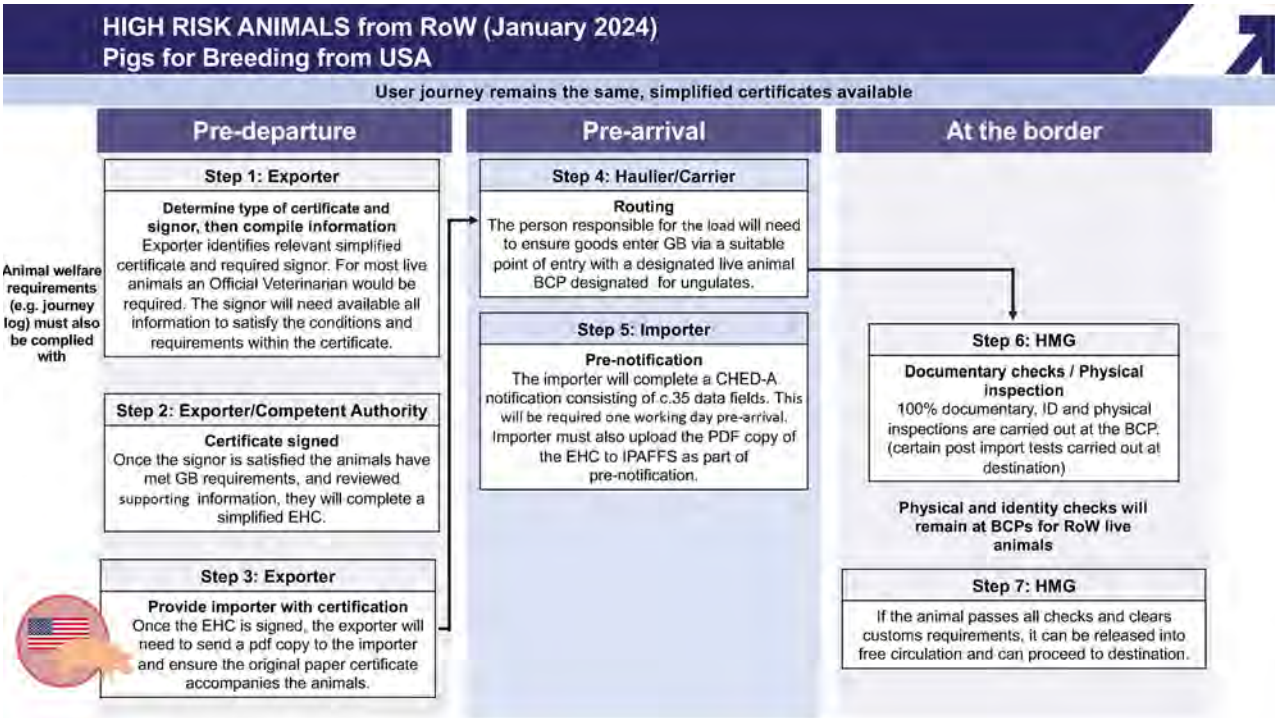 HIGH RISK ANIMALS from RoW (January 2024)
Pigs for Breeding from USA
User journey remains the same, simplified certificates available
Pre-departure
Animal welfare
requirements
(e.g. journey
log) must also
be complied
with
Step 1: Exporter
Determine type of certificate and
signor, then compile information
Exporter identifies relevant simplified
certificate and required signor. For most live
animals an Official Veterinarian would be
required. The signor will need available all
information to satisfy the conditions and
requirements within the certificate.
Step 2: Exporter/Competent Authority
Certificate signed
Once the signor is satisfied the animals have
met GB requirements, and reviewed
supporting information, they will complete a
simplified EHC.
Step 3: Exporter
Provide importer with certification
Once the EHC is signed, the exporter will
need to send a pdf copy to the importer
and ensure the original paper certificate
accompanies the animals.
Pre-arrival
Step 4: Haulier/Carrier
Routing
The person responsible for the load will need
to ensure goods enter GB via a suitable
point of entry with a designated live animal
BCP designated for ungulates.
Step 5: Importer
Pre-notification
The importer will complete a CHED-A
notification consisting of c.35 data fields. This
will be required one working day pre-arrival.
Importer must also upload the PDF copy of
the EHC to IPAFFS as part of
pre-notification.
At the border
Step 6: HMG
Documentary checks / Physical
inspection
100% documentary, ID and physical
inspections are carried out at the BCP.
(certain post import tests carried out at
destination)
Physical and identity checks will
remain at BCPs for RoW live
animals
Step 7: HMG
If the animal passes all checks and clears
customs requirements, it can be released into
free circulation and can proceed to destination.